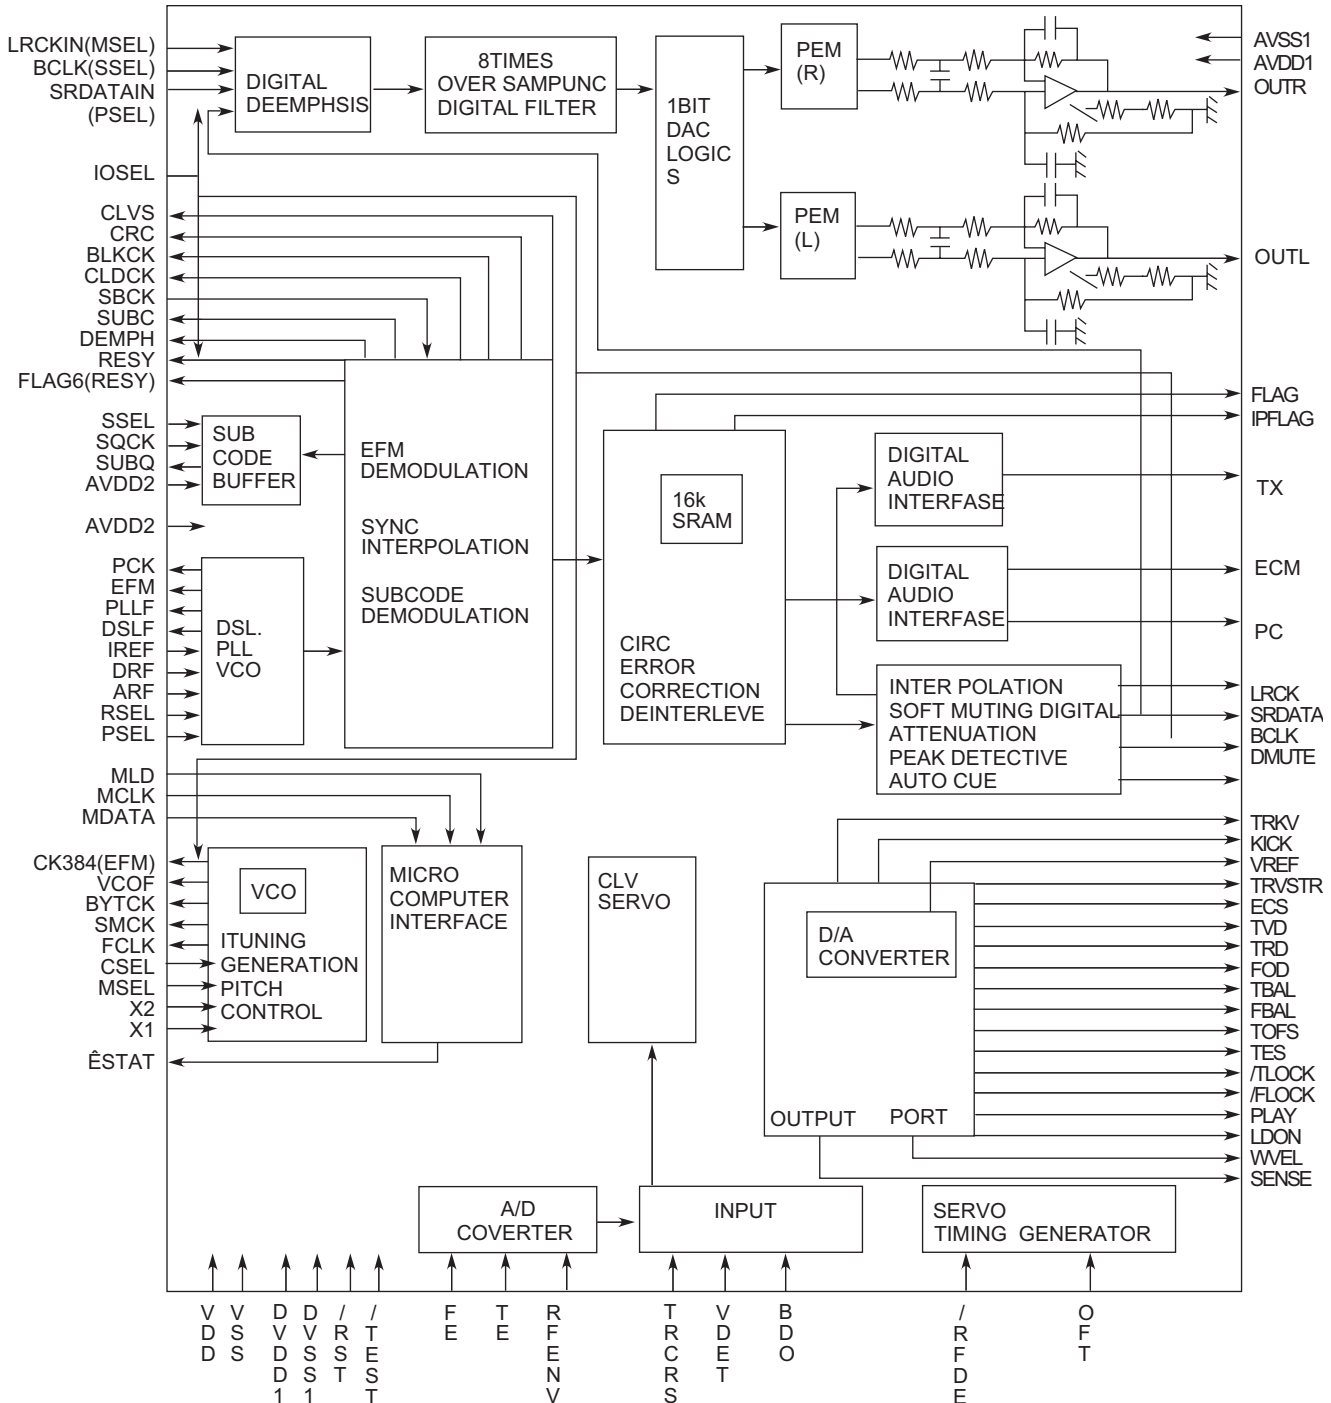 LRCKIN(MSEL)
BCLK(SSEL)
SRDATAIN
(PSEL)
IOSEL
CLVS
CRC
BLKCK
CLDCK
SBCK
SUBC
DEMPH
RESY
FLAG6(RESY)
SSEL
SQCK
SUBQ
AVDD2
AVDD2
PCK
EFM
PLLF
DSLF
IREF
DRF
ARF
RSEL
PSEL
MLD
MCLK
MDATA
CK384(EFM)
VCOF
BYTCK
SMCK
FCLK
CSEL
MSEL
X2
X1
ÊSTAT
DIGITAL
DEEMPHSIS
8TIMES
OVER SAMPUNC
DIGITAL FILTER
1BIT
DAC
LOGIC
S
PEM
(R)
PEM
(L)
AVSS1
AVDD1
OUTR
OUTL
SUB
CODE
BUFFER
EFM
DEMODULATION
SYNC
INTERPOLATION
SUBCODE
DEMODULATION
DSL.
PLL
VCO
16k
SRAM
CIRC
ERROR
CORRECTION
DEINTERLEVE
DIGITAL
AUDIO
INTERFASE
DIGITAL
AUDIO
INTERFASE
INTER POLATION
SOFT MUTING DIGITAL
ATTENUATION
PEAK DETECTIVE
AUTO CUE
FLAG
IPFLAG
TX
ECM
PC
LRCK
SRDATA
BCLK
DMUTE
VCO
ITUNING
GENERATION
PITCH
CONTROL
MICRO
COMPUTER
INTERFACE
CLV
SERVO
D/A
CONVERTER
OUTPUT PORT
TRKV
KICK
VREF
TRVSTR
ECS
TVD
TRD
FOD
TBAL
FBAL
TOFS
TES
/TLOCK
/FLOCK
PLAY
LDON
WVEL
SENSE
A/D
COVERTER
INPUT
SERVO
TIMING GENERATOR
VDD
VSS
DVDD1
DVSS1
/RST
/TEST
FE
TE
RFENV
TRCRS
VDET
BDO
/RFDE
OFT